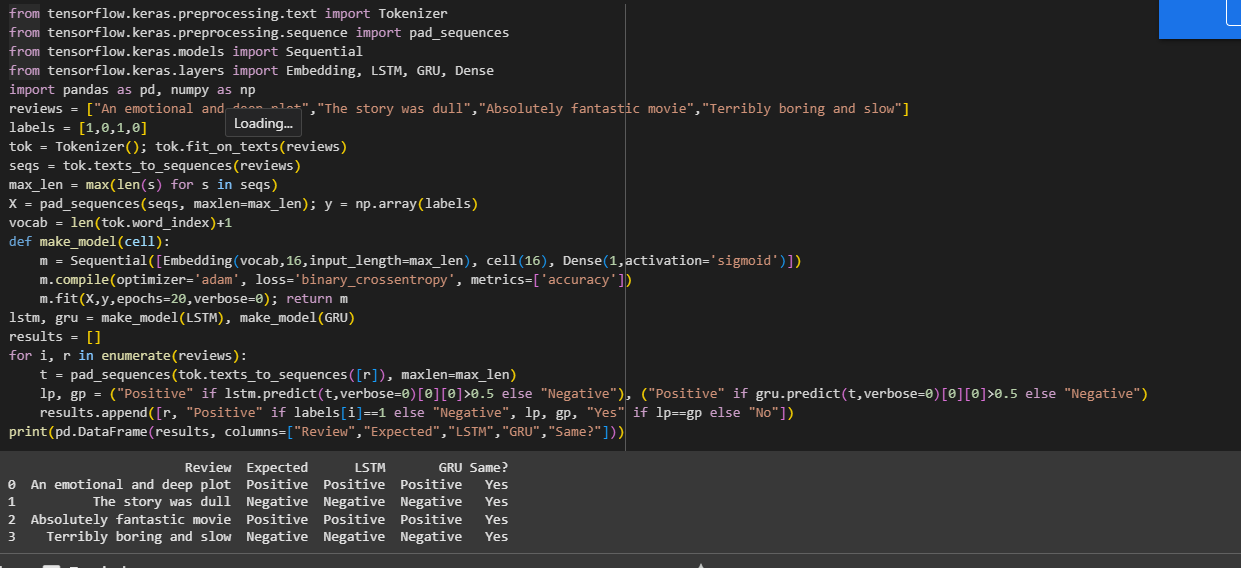 from tensorflow.keras.preprocessing.text import Tokenizer
from tensorflow.keras.preprocessing.sequence import pad_sequences
from tensorflow.keras.models import Sequential
from tensorflow.keras.layers import Embedding, LSTM, GRU, Dense
import pandas as pd, numpy as np
reviews = ["An emotional and deep plot","The story was dull","Absolutely fantastic movie","Terribly boring and slow"]
Loading...
labels = [1,0,1,0]
tok = Tokenizer(); tok.fit_on_texts(reviews)
seqs = tok.texts_to_sequences(reviews)
max_len = max(len(s) for s in seqs)
X = pad_sequences(seqs, maxlen=max_len); y = np.array(labels)
vocab = len(tok.word_index)+1
def make_model(cell):
    m = Sequential([Embedding(vocab,16,input_length=max_len), cell(16), Dense(1,activation='sigmoid')])
    m.compile(optimizer='adam', loss='binary_crossentropy', metrics=['accuracy'])
    m.fit(X,y,epochs=20,verbose=0); return m
lstm, gru = make_model(LSTM), make_model(GRU)
results = []
for i, r in enumerate(reviews):
    t = pad_sequences(tok.texts_to_sequences([r]), maxlen=max_len)
    lp, gp = ("Positive" if lstm.predict(t,verbose=0)[0][0]>0.5 else "Negative"), ("Positive" if gru.predict(t,verbose=0)[0][0]>0.5 else "Negative")
    results.append([r, "Positive" if labels[i]==1 else "Negative", lp, gp, "Yes" if lp==gp else "No"])
print(pd.DataFrame(results, columns=["Review","Expected","LSTM","GRU","Same?"]))
Review Expected LSTM GRU Same?
0 An emotional and deep plot Positive Positive Positive Yes
1 The story was dull Negative Negative Negative Yes
2 Absolutely fantastic movie Positive Positive Positive Yes
3 Terribly boring and slow Negative Negative Negative Yes